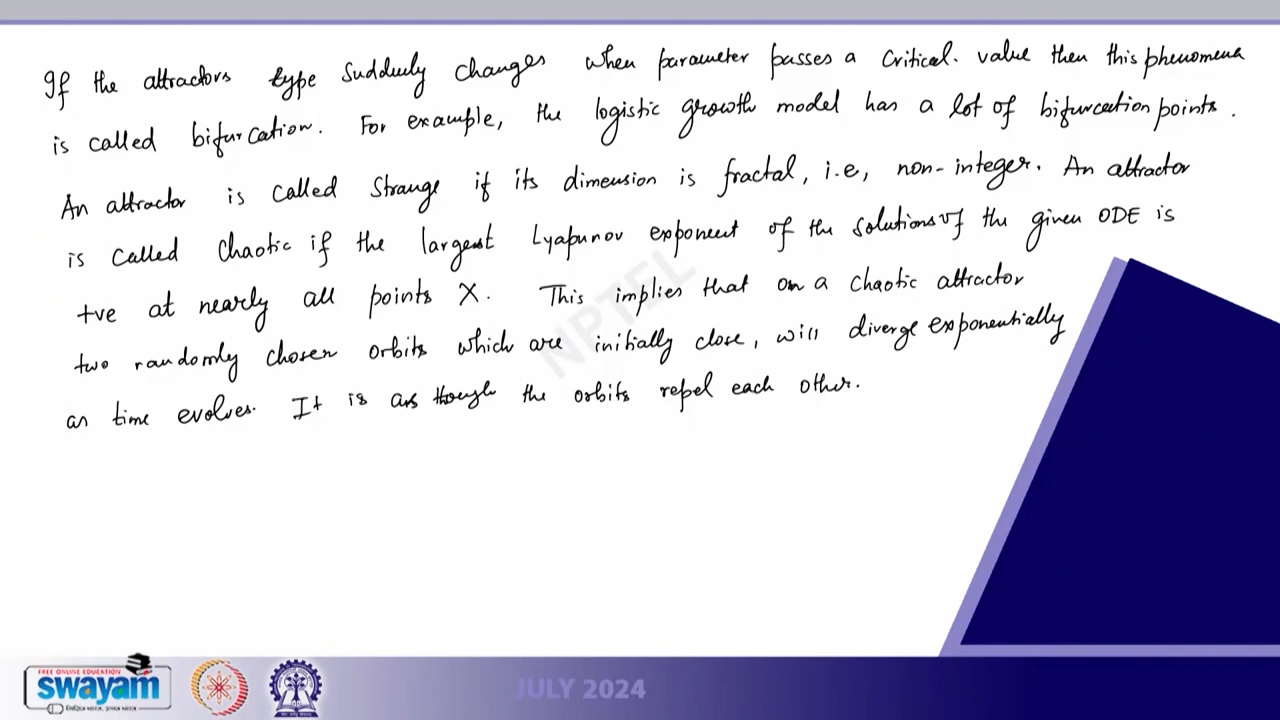 If the attractors type suddenly changes when parameter passes a critical. value then this phenomena
is called bifurcation. For example, the logistic growth model has a lot of bifurcation points.
An attractor is called strange if its dimension is fractal, i.e, non-integer. An attractor
is called chaotic if the largest Lyapunov exponent of the solutions of the given ODE is
+ve at nearly all points X. This implies that on a chaotic attractor
two randomly chosen orbits which are initially close, will diverge exponentially
as time evolves. It is as though the orbits repel each other.
NPTEL
FREE ONLINE EDUCATION
swayam
JULY 2024